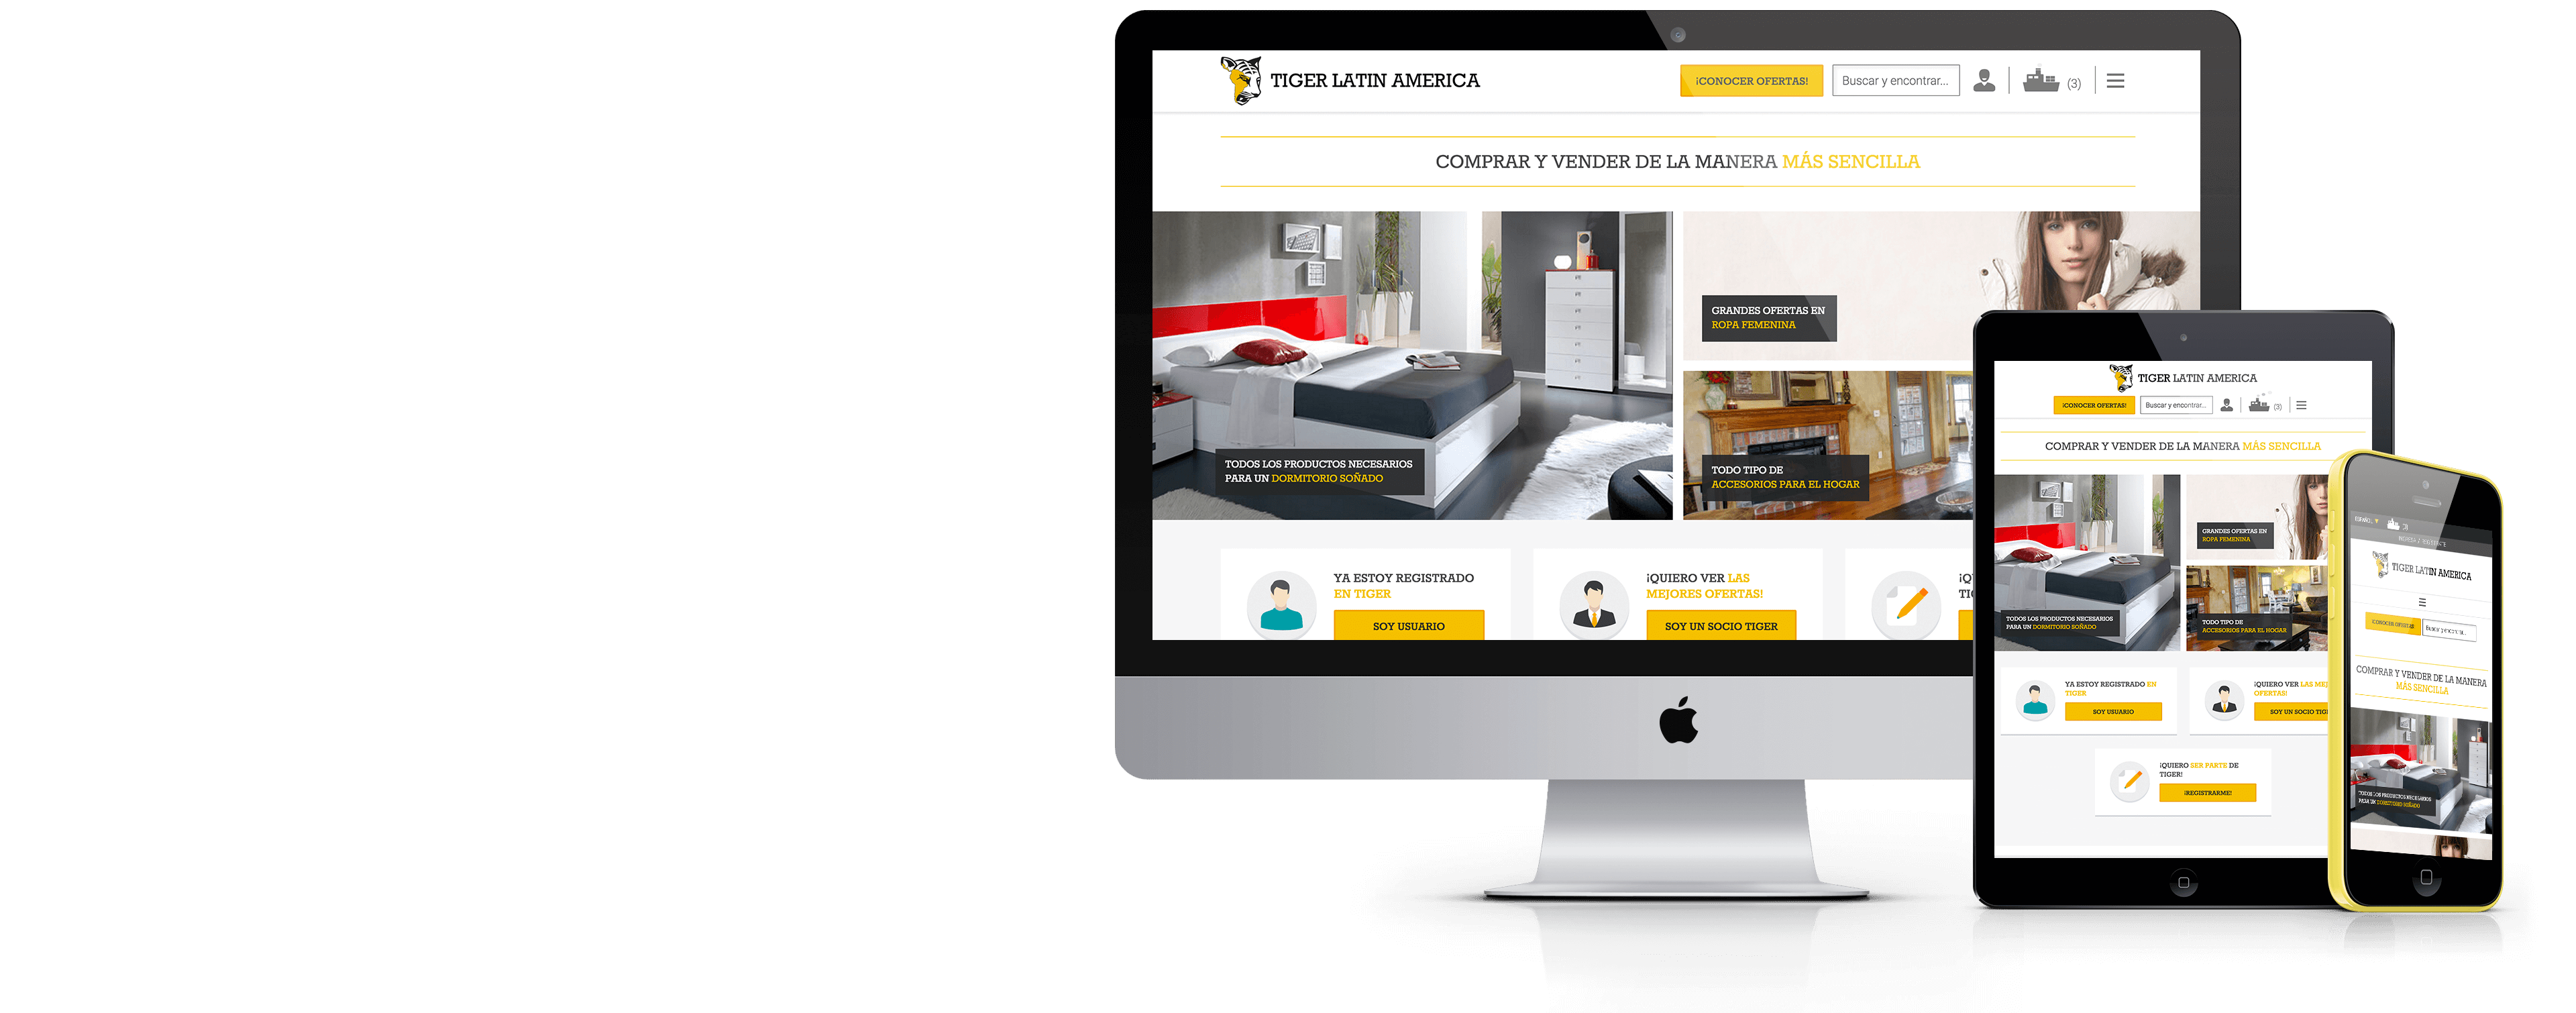 TIGER LATIN AMERICA
¡CONOCER OFERTAS!
Buscar y encontrar...
(3)
COMPRAR Y VENDER DE LA MANERA MÁS SENCILLA
GRANDES OFERTAS EN
ROPA FEMENINA
TODOS LOS PRODUCTOS NECESARIOS
PARA UN DORMITORIO SOÑADO
TODO TIPO DE
ACCESORIOS PARA EL HOGAR
YA ESTOY REGISTRADO
EN TIGER
SOY USUARIO
¡QUIERO VER LAS
MEJORES OFERTAS!
SOY UN SOCIO TIGER
TIGER LATIN AMERICA
¡CONOCER OFERTAS!
Buscar y encontrar...
(3)
COMPRAR Y VENDER DE LA MANERA MÁS SENCILLA
GRANDES OFERTAS EN
ROPA FEMENINA
TODOS LOS PRODUCTOS NECESARIOS
PARA UN DORMITORIO SOÑADO
TODO TIPO DE
ACCESORIOS PARA EL HOGAR
YA ESTOY REGISTRADO EN
TIGER
SOY USUARIO
¡QUIERO VER LAS
OFERTAS!
SOY UN SOCIO
¡QUIERO SER PARTE DE
TIGER!
¡REGISTRARME!
TIGER LATIN AMERICA
COMPRAR Y VENDER DE LA MANERA
MÁS SENCILLA
TODOS LOS PRODUCTOS NECESARIOS
PARA UN DORMITORIO SOÑADO